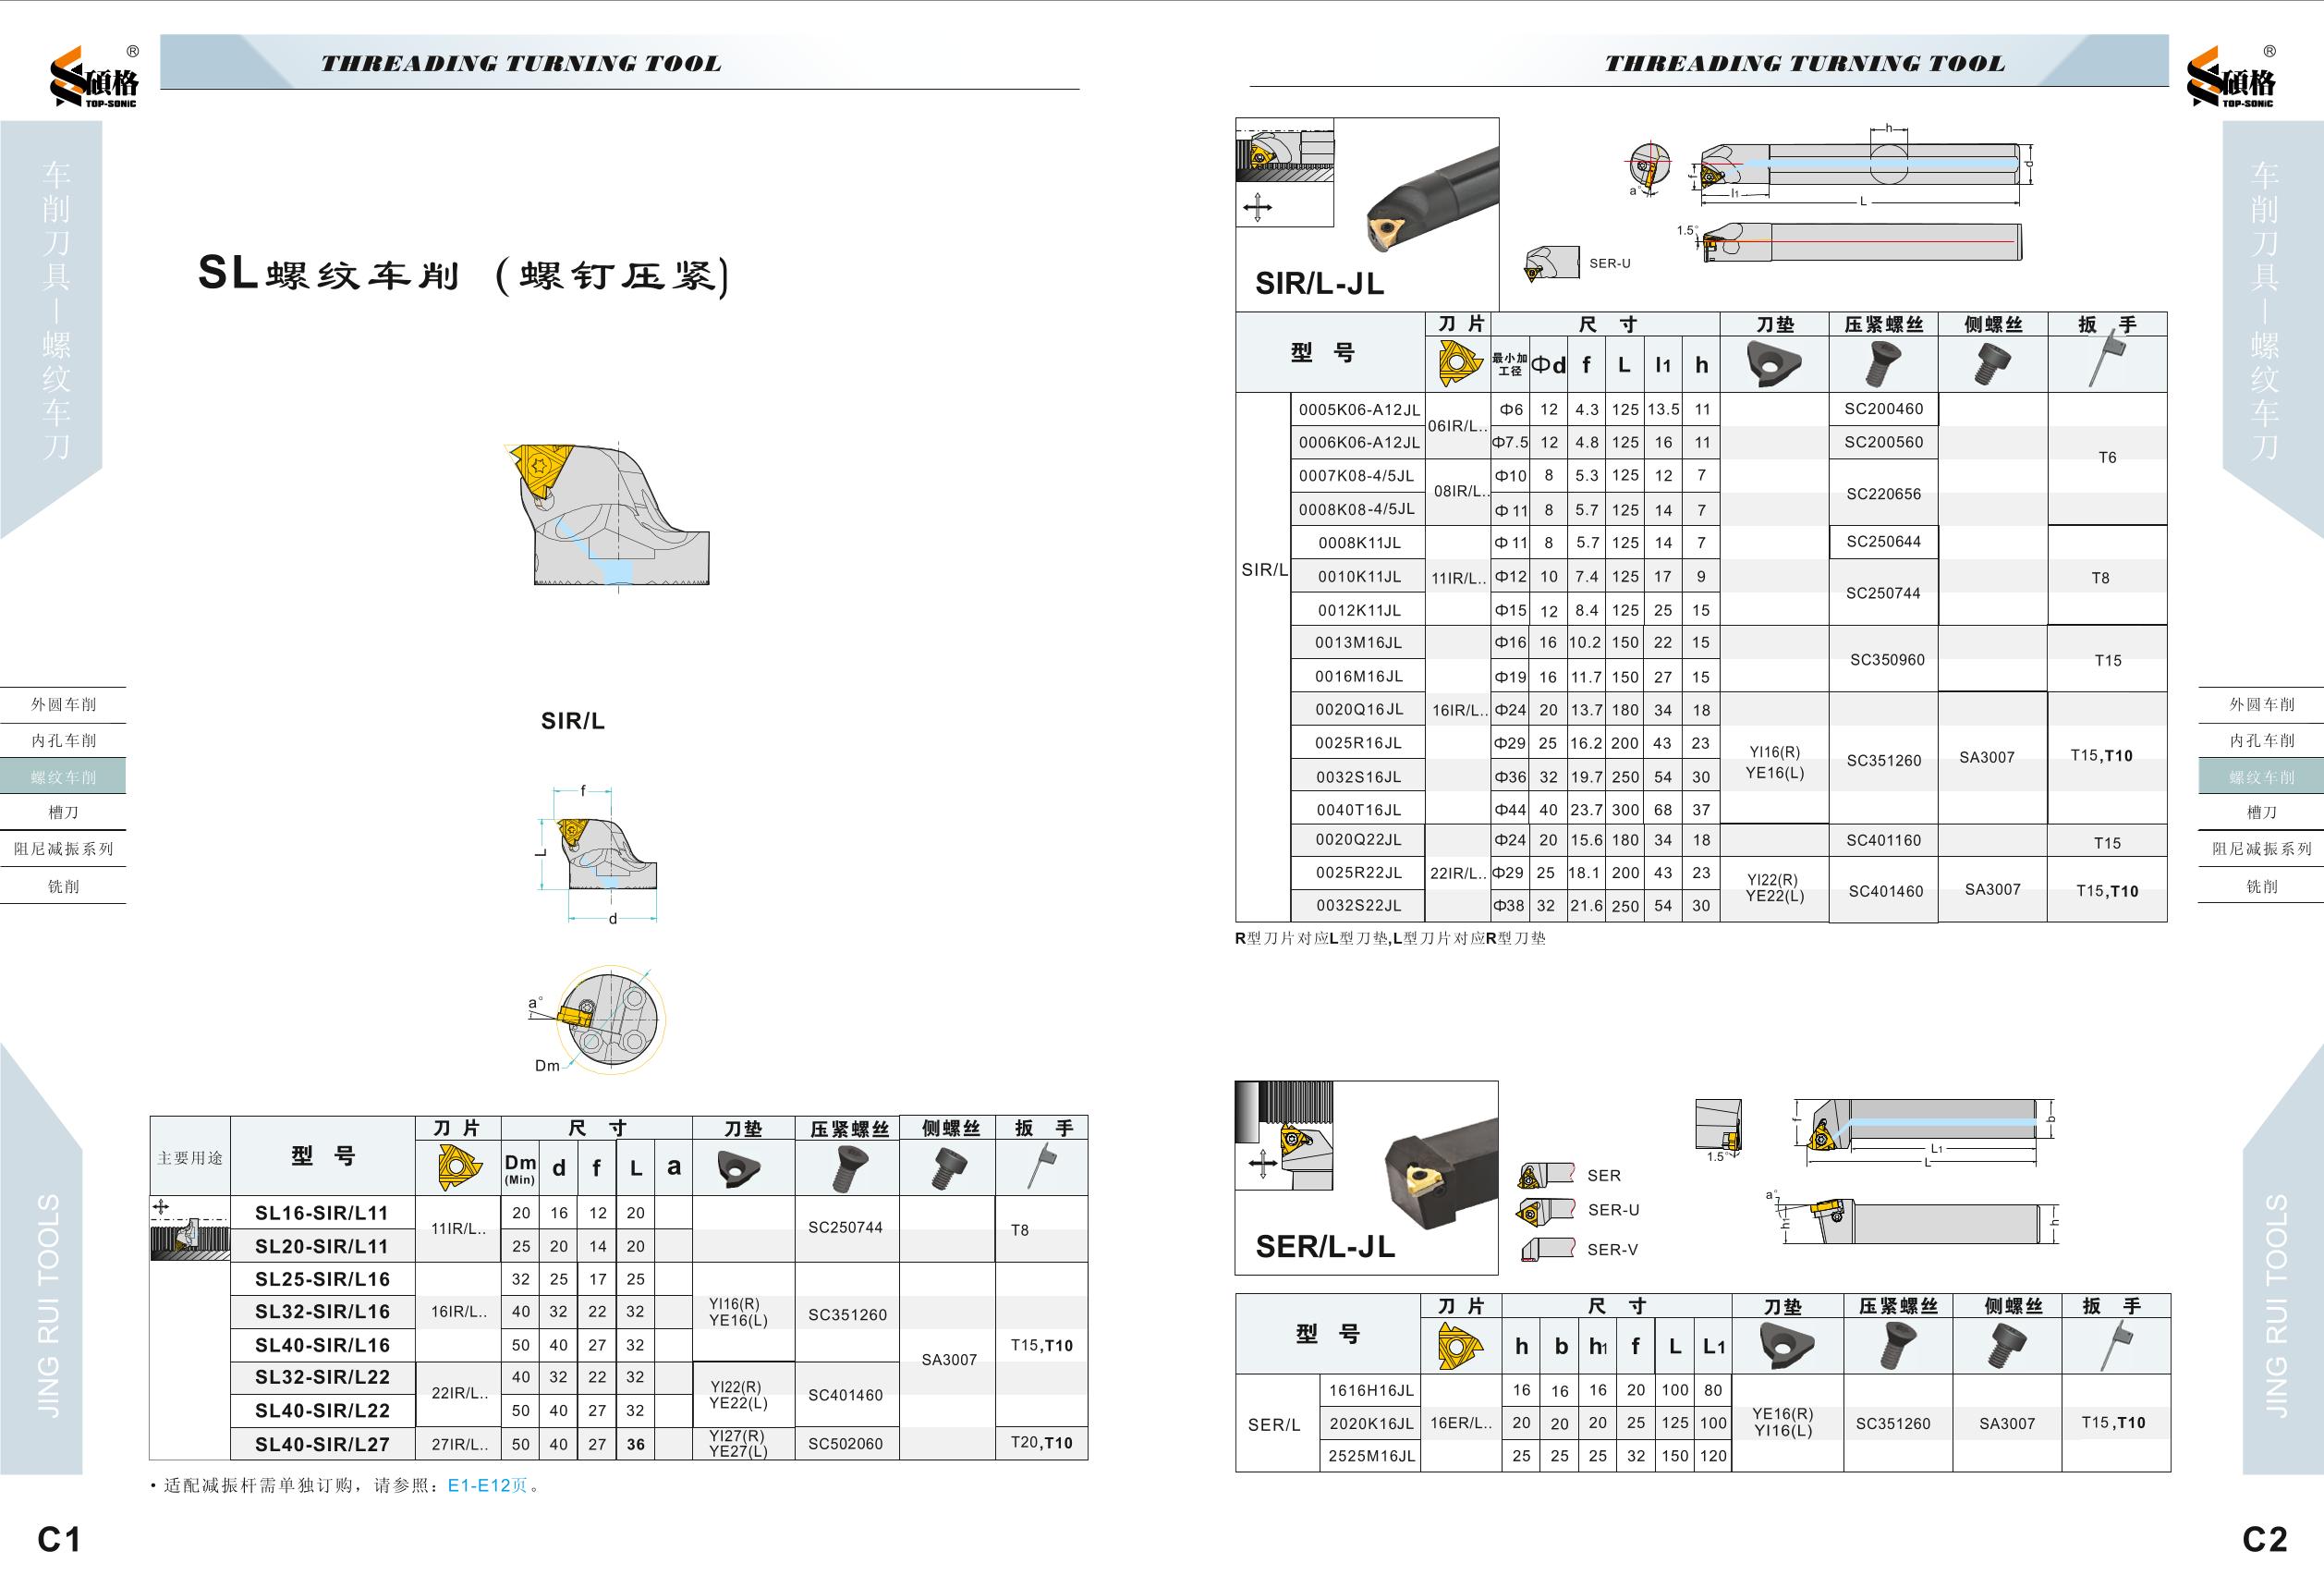 碩格
TOP-SONIC
®
THREADING TURNING TOOL
车削刀具—螺纹车刀
SL螺纹车削（螺钉压紧）
外圆车削
内孔车削
螺纹车削
槽刀
阻尼减振系列
铣削
SIR/L
f
L
d
a°
Dm
主要用途 型 号 刀 片 尺 寸 刀垫 压紧螺丝 侧螺丝 扳 手
Dm (Min) d f L a
SL16-SIR/L11 11IR/L.. 20 16 12 20 SC250744 T8
SL20-SIR/L11 25 20 14 20
SL25-SIR/L16 16IR/L.. 32 25 17 25 YI16(R) YE16(L) SC351260 SA3007 T15,T10
SL32-SIR/L16 40 32 22 32
SL40-SIR/L16 50 40 27 32
SL32-SIR/L22 22IR/L.. 40 32 22 32 YI22(R) YE22(L) SC401460
SL40-SIR/L22 50 40 27 32
SL40-SIR/L27 27IR/L.. 50 40 27 36 YI27(R) YE27(L) SC502060 T20,T10
• 适配减振杆需单独订购，请参照：E1-E12页。
JING RUI TOOLS
C1
THREADING TURNING TOOL
®
碩格
TOP-SONIC
车削刀具—螺纹车刀
SIR/L-JL
SER-U
a°
f
l1
L
h
d
1.5°
型 号 刀 片 尺 寸 刀垫 压紧螺丝 侧螺丝 扳 手
最小加工径 Φd f L l1 h
SIR/L
0005K06-A12JL 06IR/L.. Φ6 12 4.3 125 13.5 11 SC200460 T6
0006K06-A12JL Φ7.5 12 4.8 125 16 11 SC200560
0007K08-4/5JL 08IR/L.. Φ10 8 5.3 125 12 7 SC220656
0008K08-4/5JL Φ11 8 5.7 125 14 7
0008K11JL 11IR/L.. Φ11 8 5.7 125 14 7 SC250644 T8
0010K11JL Φ12 10 7.4 125 17 9 SC250744
0012K11JL Φ15 12 8.4 125 25 15
0013M16JL 16IR/L.. Φ16 16 10.2 150 22 15 SC350960 T15
0016M16JL Φ19 16 11.7 150 27 15
0020Q16JL Φ24 20 13.7 180 34 18 YI16(R) YE16(L) SC351260 SA3007 T15,T10
0025R16JL Φ29 25 16.2 200 43 23
0032S16JL Φ36 32 19.7 250 54 30
0040T16JL Φ44 40 23.7 300 68 37
0020Q22JL 22IR/L.. Φ24 20 15.6 180 34 18 SC401160 T15
0025R22JL Φ29 25 18.1 200 43 23 YI22(R) YE22(L) SC401460 SA3007 T15,T10
0032S22JL Φ38 32 21.6 250 54 30
R型刀片对应L型刀垫,L型刀片对应R型刀垫
外圆车削
内孔车削
螺纹车削
槽刀
阻尼减振系列
铣削
SER/L-JL
SER
SER-U
SER-V
1.5°
f
b
L1
L
a°
h1
h
型 号 刀 片 尺 寸 刀垫 压紧螺丝 侧螺丝 扳 手
h b h1 f L L1
SER/L
1616H16JL 16ER/L.. 16 16 16 20 100 80 YE16(R) YI16(L) SC351260 SA3007 T15,T10
2020K16JL 20 20 20 25 125 100
2525M16JL 25 25 25 32 150 120
JING RUI TOOLS
C2